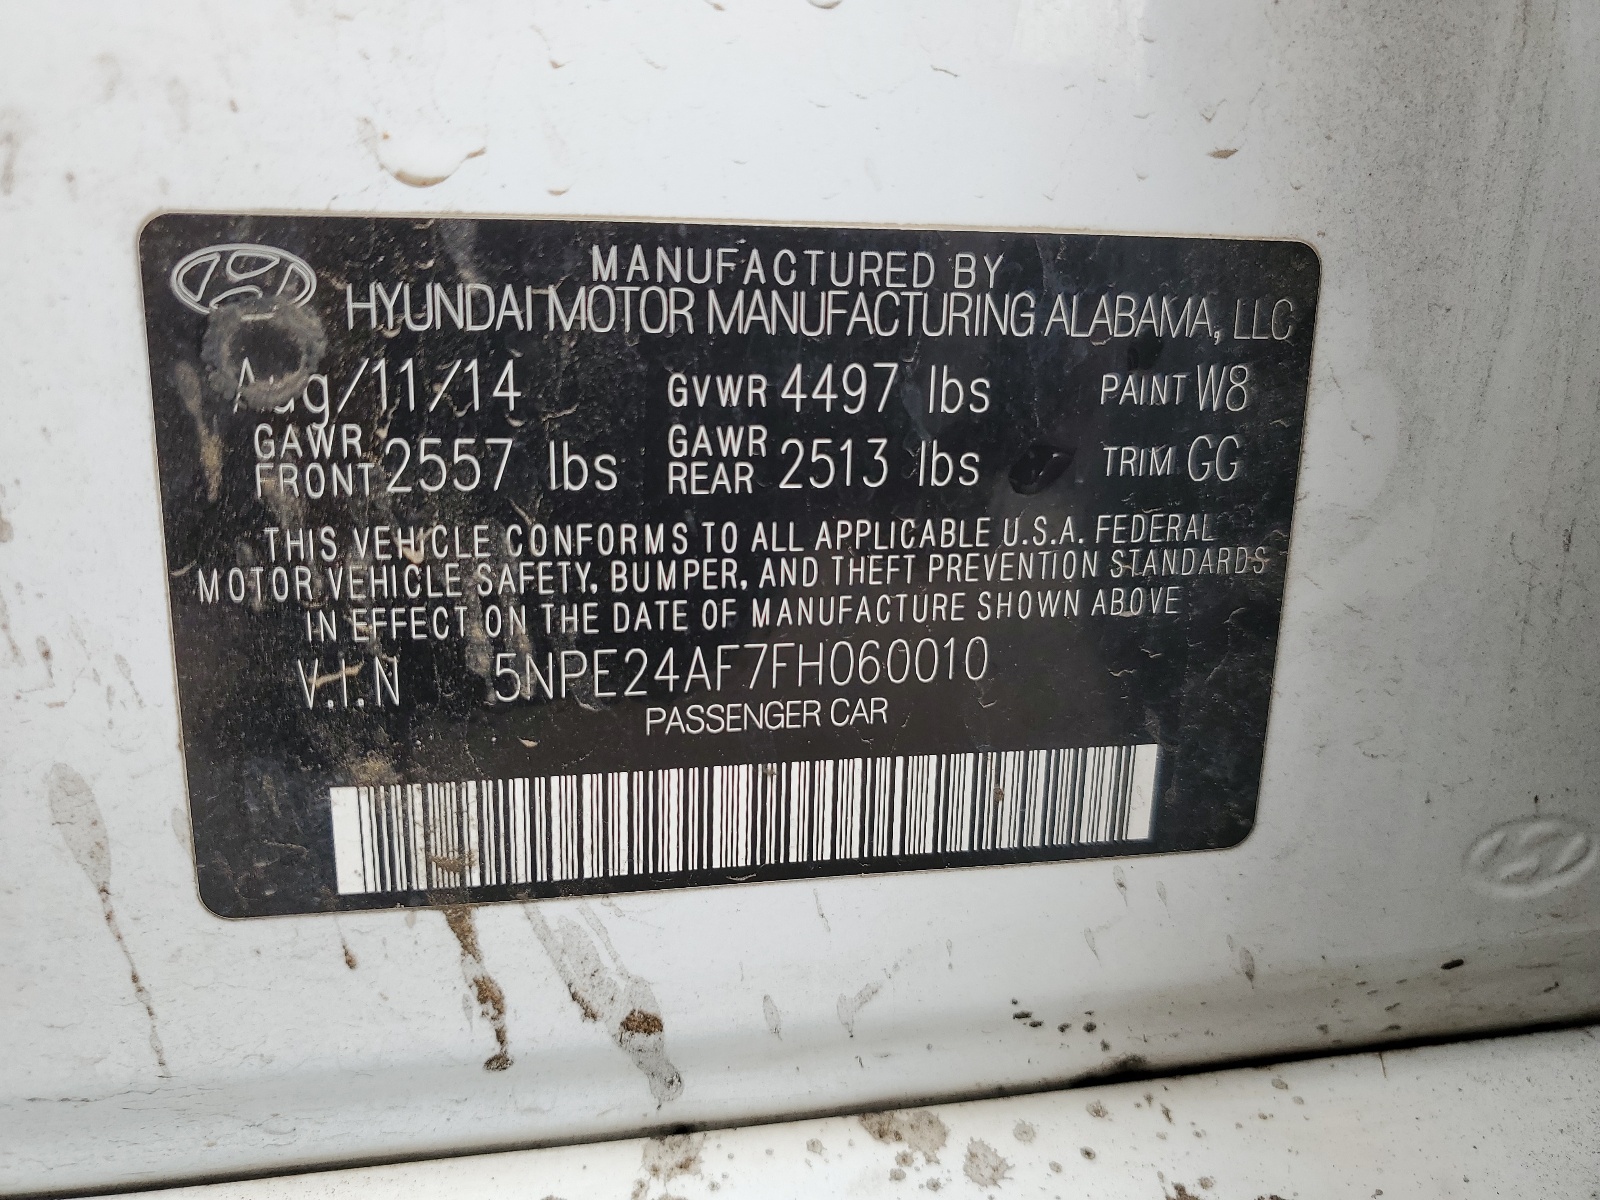 MANUFACTURED BY
HYUNDAI MOTOR MANUFACTURING ALABAMA, LLC
Aug/11/14 GVWR 4497 lbs PAINT W8
GAWR FRONT 2557 lbs GAWR REAR 2513 lbs TRIM GG
THIS VEHICLE CONFORMS TO ALL APPLICABLE U.S.A. FEDERAL
MOTOR VEHICLE SAFETY, BUMPER, AND THEFT PREVENTION STANDARDS
IN EFFECT ON THE DATE OF MANUFACTURE SHOWN ABOVE
V.I.N 5NPE24AF7FH060010
PASSENGER CAR